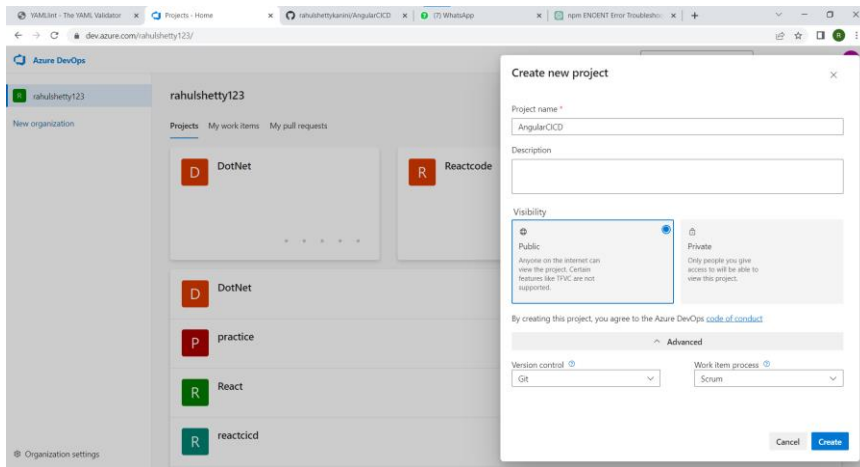 YAMLlint - The YAML Validator
Projects - Home
rahulshettykanini/AngularCICD
(7) WhatsApp
npm ENOENT Error Troubleshoo
dev.azure.com/rahulshetty123/
R
Azure DevOps
R rahulshetty123
New organization
Organization settings
rahulshetty123
Projects My work items My pull requests
D DotNet
R Reactcode
D DotNet
P practice
R React
R reactcicd
Create new project
Project name *
AngularCICD
Description
Visibility
Public
Anyone on the internet can
view the project. Certain
features like TFVC are not
supported.
Private
Only people you give
access to will be able to
view this project.
By creating this project, you agree to the Azure DevOps code of conduct
Advanced
Version control
Git
Work item process
Scrum
Cancel Create